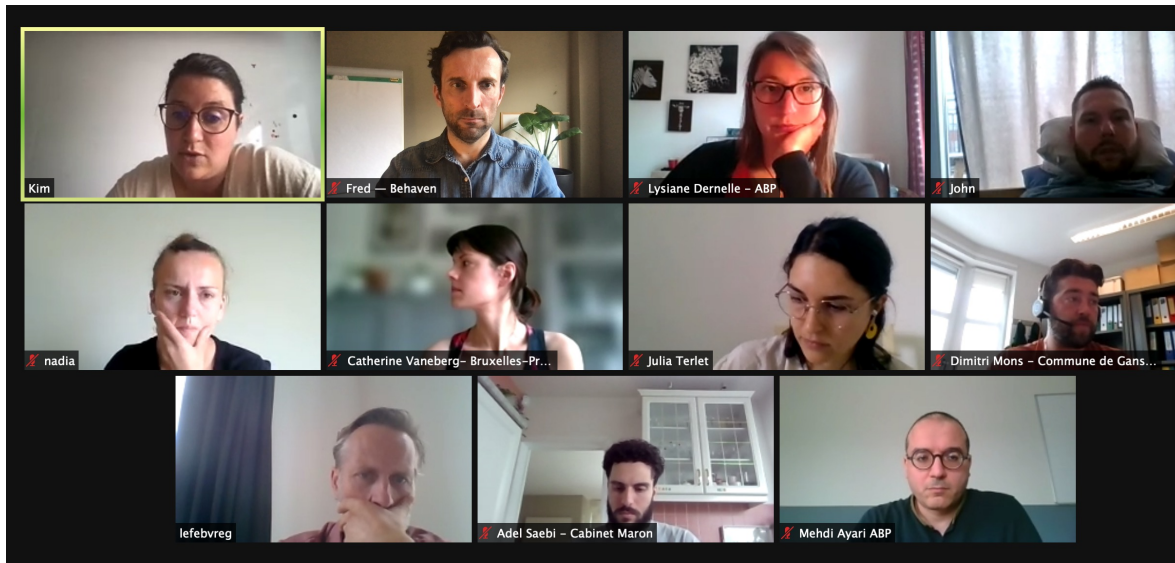 Kim
Fred — Behaven
Lysiane Dernelle - ABP
John
nadia
Catherine Vaneberg- Bruxelles-Pr...
Julia Terlet
Dimitri Mons - Commune de Gans...
lefebvreg
Adel Saebi - Cabinet Maron
Mehdi Ayari ABP